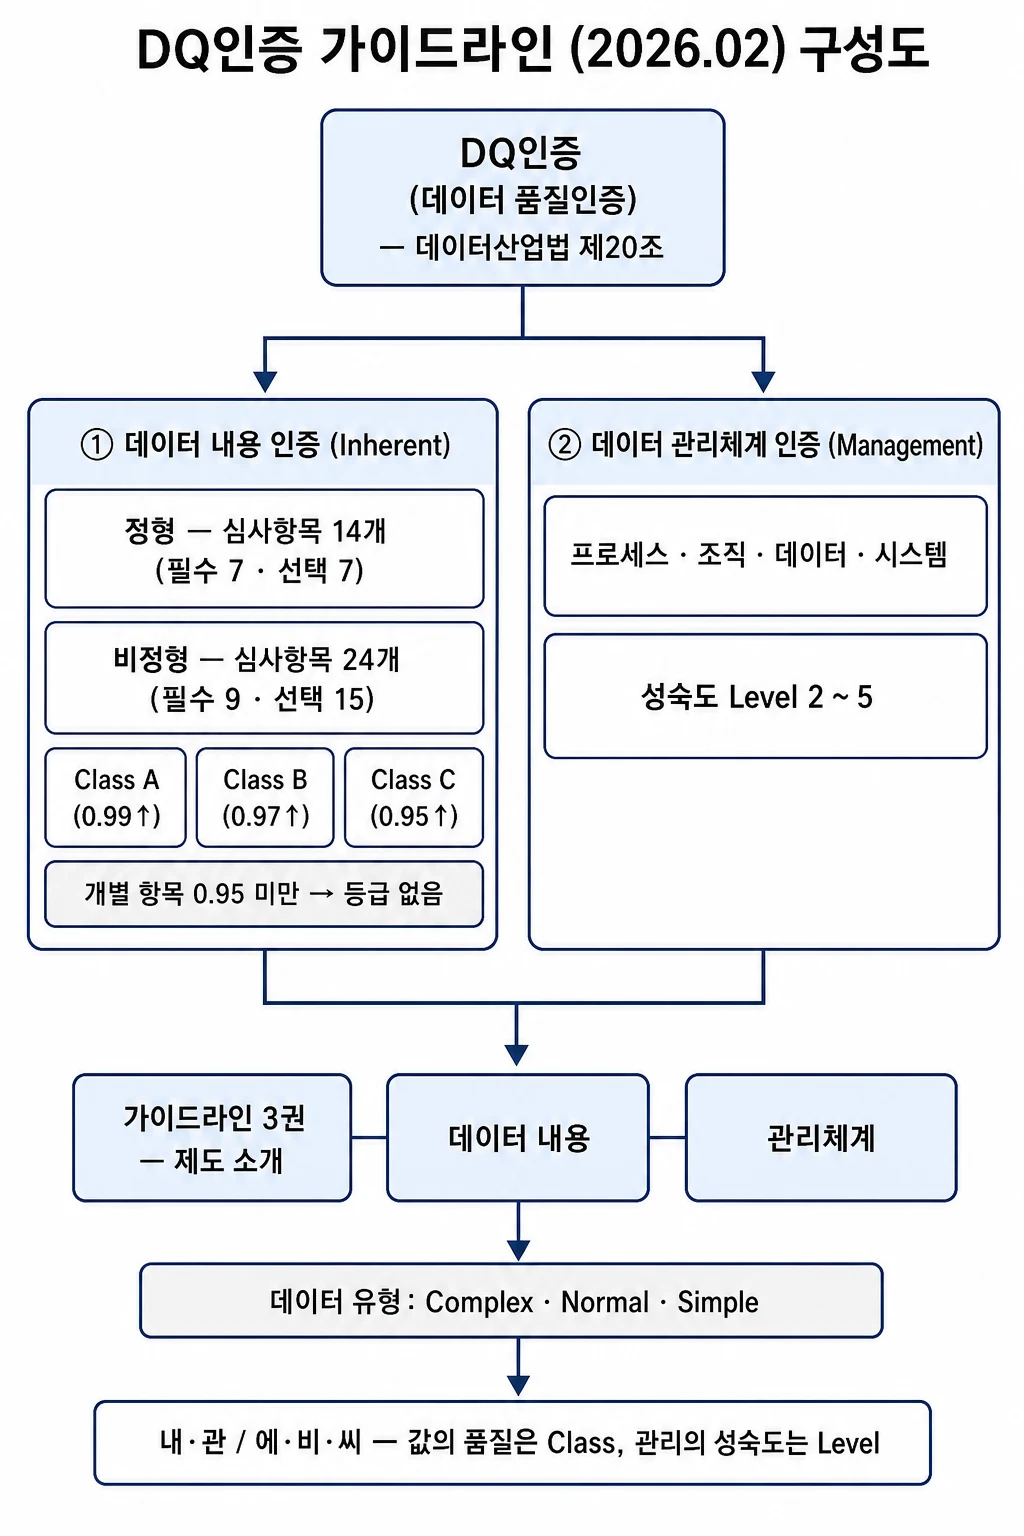 DQ인증 가이드라인 (2026.02) 구성도
DQ인증
(데이터 품질인증)
— 데이터산업법 제20조
① 데이터 내용 인증 (Inherent)
정형 — 심사항목 14개
(필수 7 · 선택 7)
비정형 — 심사항목 24개
(필수 9 · 선택 15)
Class A
(0.99↑)
Class B
(0.97↑)
Class C
(0.95↑)
개별 항목 0.95 미만 → 등급 없음
② 데이터 관리체계 인증 (Management)
프로세스 · 조직 · 데이터 · 시스템
성숙도 Level 2 ~ 5
가이드라인 3권
— 제도 소개
데이터 내용
관리체계
데이터 유형: Complex · Normal · Simple
내·관 / 에·비·씨 — 값의 품질은 Class, 관리의 성숙도는 Level